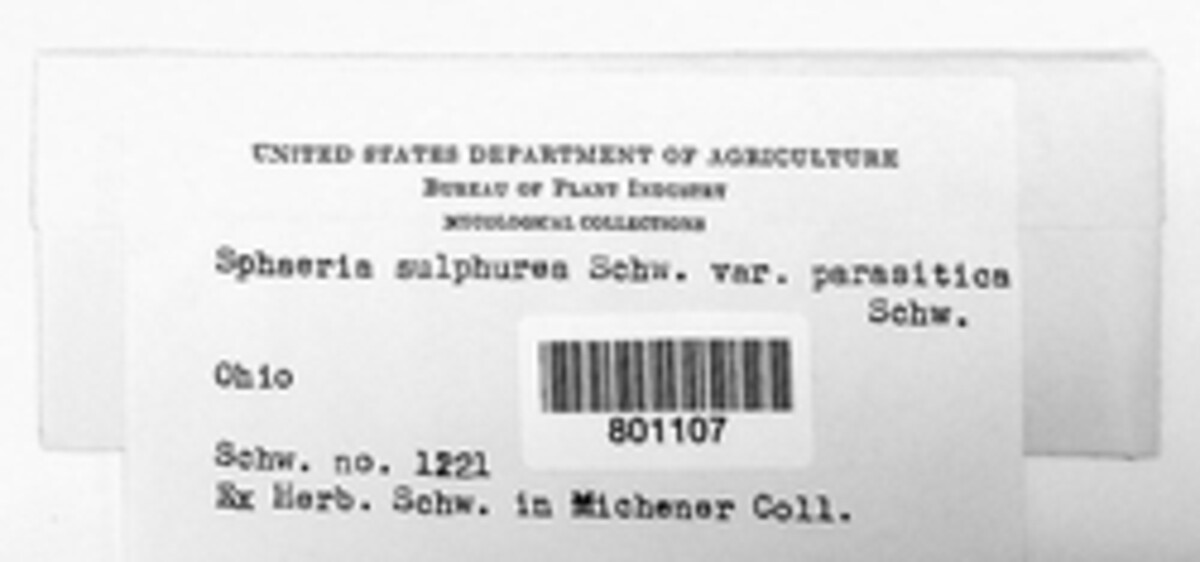 UNITED STATES DEPARTMENT OF AGRICULTURE
BUREAU OF PLANT INDUSTRY
MYCOLOGICAL COLLECTIONS
Sphaeria sulphurea Schw. var. parasitica
Schw.
Ohio
801107
Schw. no. 1221
Ex Herb. Schw. in Michener Coll.